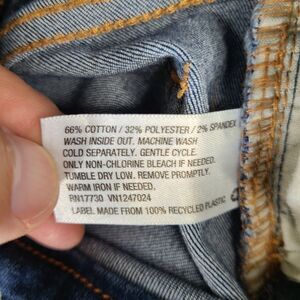 66% COTTON / 32% POLYESTER / 2% SPANDEX
WASH INSIDE OUT. MACHINE WASH
COLD SEPARATELY. GENTLE CYCLE.
ONLY NON-CHLORINE BLEACH IF NEEDED.
TUMBLE DRY LOW. REMOVE PROMPTLY.
WARM IRON IF NEEDED.
RN17730 VN1247024
LABEL MADE FROM 100% RECYCLED PLASTIC